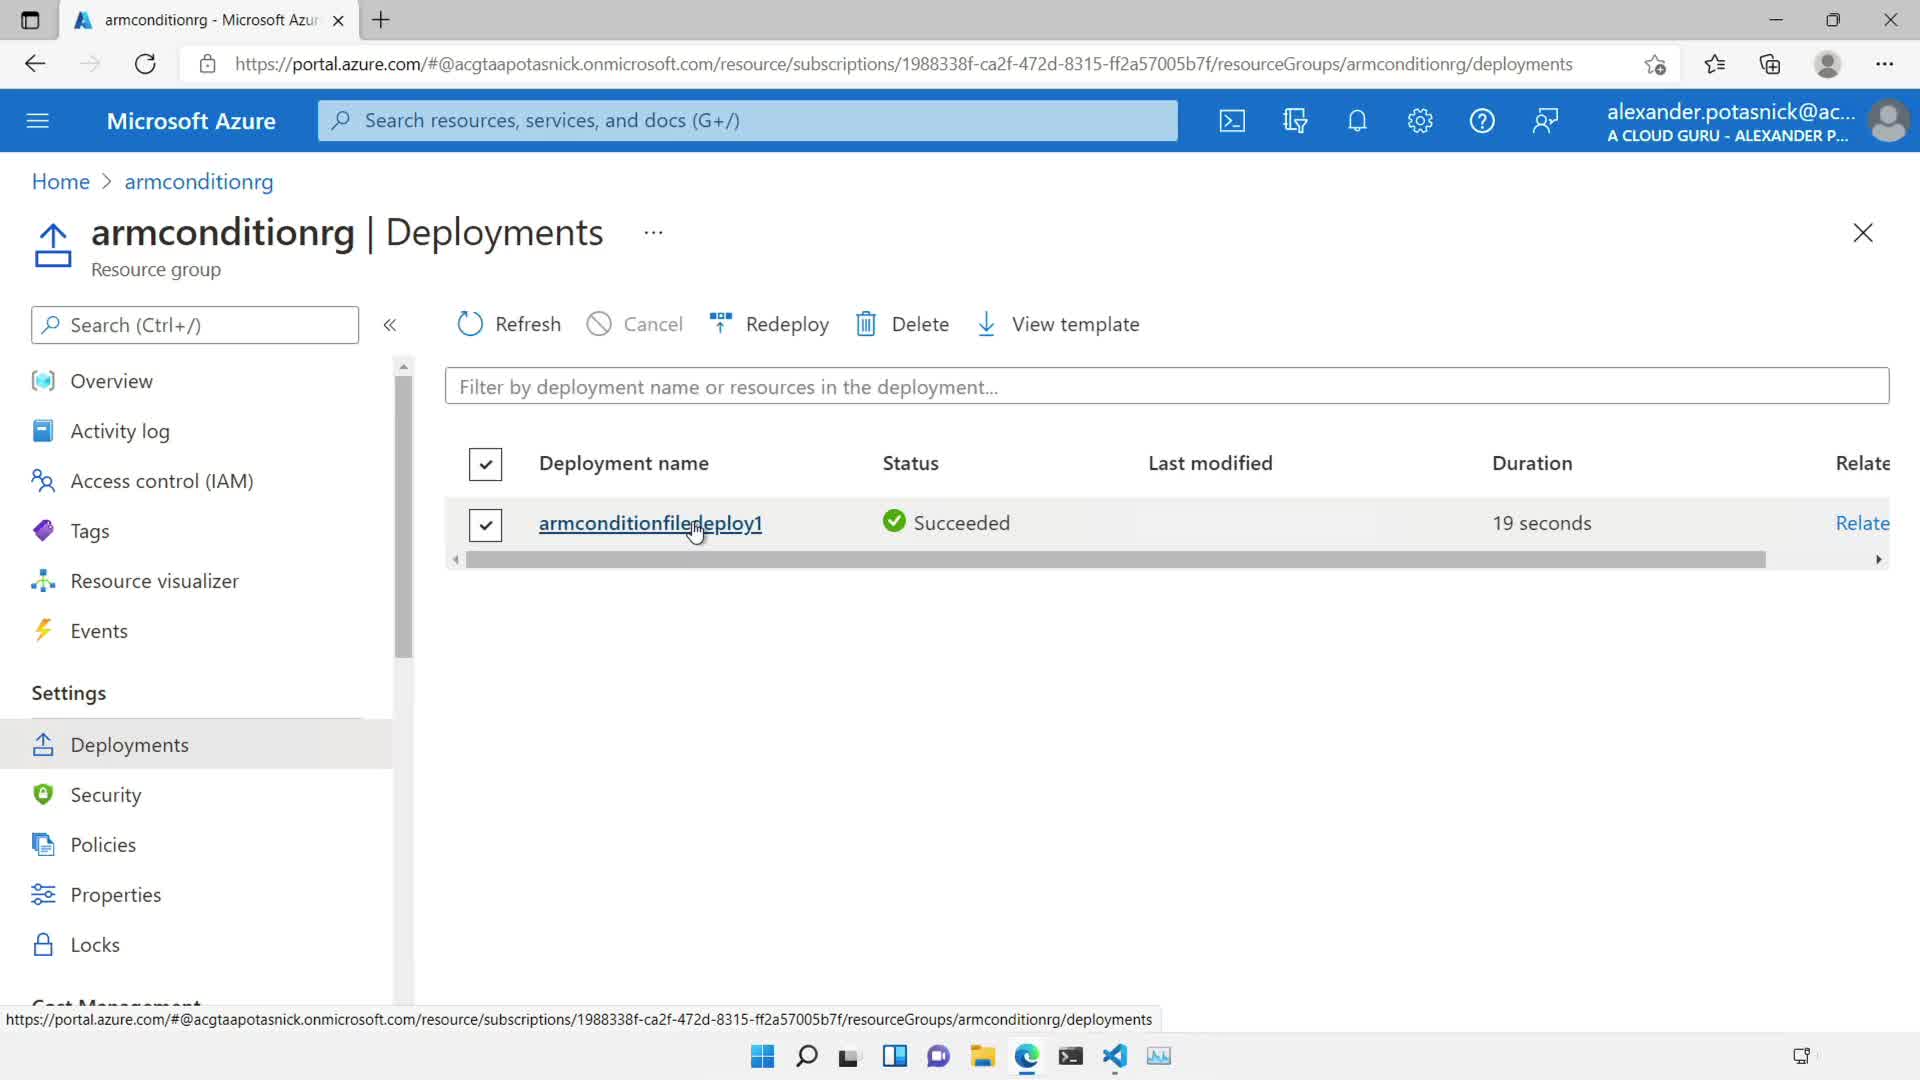 armconditionrg - Microsoft Azu
https://portal.azure.com/#@acgtaapotasnick.onmicrosoft.com/resource/subscriptions/1988338f-ca2f-472d-8315-ff2a57005b7f/resourceGroups/armconditionrg/deployments
Microsoft Azure
Search resources, services, and docs (G+/)
alexander.potasnick@ac...
A CLOUD GURU - ALEXANDER P...
Home > armconditionrg
armconditionrg | Deployments ...
Resource group
Search (Ctrl+/)
Refresh Cancel Redeploy Delete View template
Filter by deployment name or resources in the deployment...
Deployment name Status Last modified Duration Relate
armconditionfiledeploy1 Succeeded 19 seconds Relate
Overview
Activity log
Access control (IAM)
Tags
Resource visualizer
Events
Settings
Deployments
Security
Policies
Properties
Locks
Cost Management
https://portal.azure.com/#@acgtaapotasnick.onmicrosoft.com/resource/subscriptions/1988338f-ca2f-472d-8315-ff2a57005b7f/resourceGroups/armconditionrg/deployments